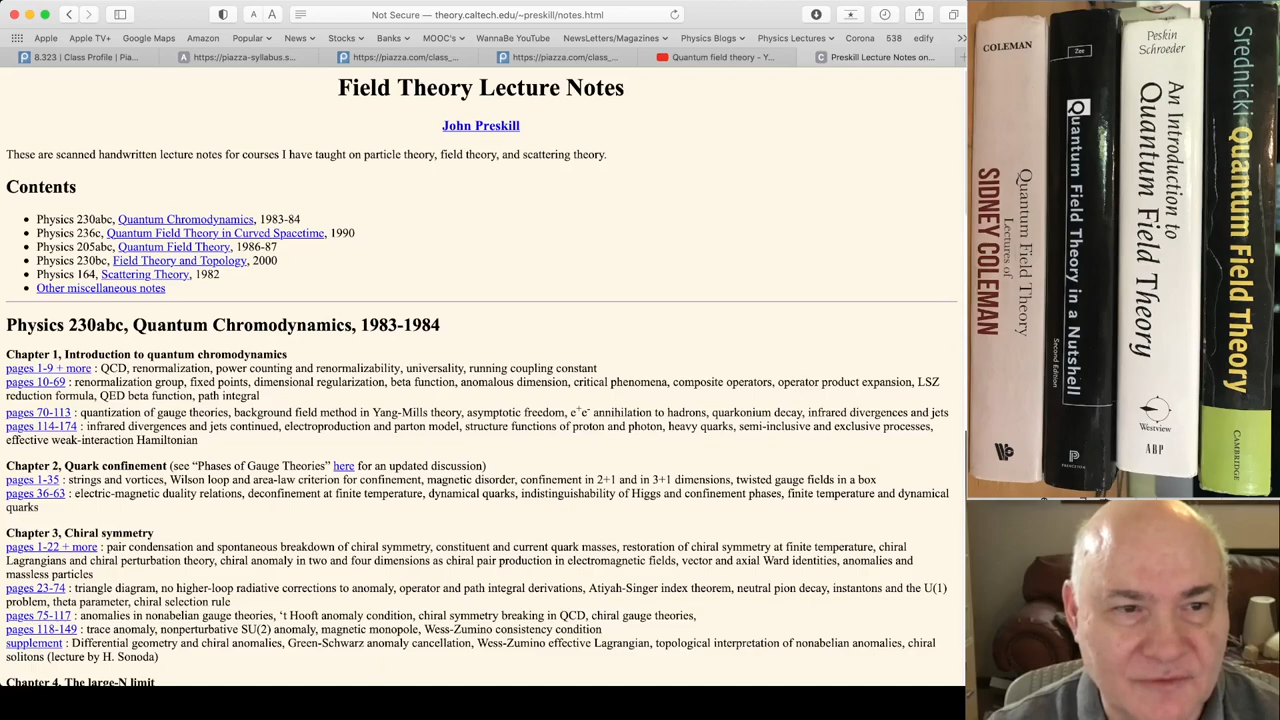 Not Secure — theory.caltech.edu/~preskill/notes.html
Apple Apple TV+ Google Maps Amazon Popular News Stocks Banks MOOC's WannaBe YouTube NewsLetters/Magazines Physics Blogs Physics Lectures Corona 538 edify
8.323 | Class Profile | Pia... https://piazza-syllabus.s... https://piazza.com/class_... https://piazza.com/class_... Quantum field theory - Y... Preskill Lecture Notes on...
Field Theory Lecture Notes
John Preskill
These are scanned handwritten lecture notes for courses I have taught on particle theory, field theory, and scattering theory.
Contents
• Physics 230abc, Quantum Chromodynamics, 1983-84
• Physics 236c, Quantum Field Theory in Curved Spacetime, 1990
• Physics 205abc, Quantum Field Theory, 1986-87
• Physics 230bc, Field Theory and Topology, 2000
• Physics 164, Scattering Theory, 1982
• Other miscellaneous notes
Physics 230abc, Quantum Chromodynamics, 1983-1984
Chapter 1, Introduction to quantum chromodynamics
pages 1-9 + more : QCD, renormalization, power counting and renormalizability, universality, running coupling constant
pages 10-69 : renormalization group, fixed points, dimensional regularization, beta function, anomalous dimension, critical phenomena, composite operators, operator product expansion, LSZ
reduction formula, QED beta function, path integral
pages 70-113 : quantization of gauge theories, background field method in Yang-Mills theory, asymptotic freedom, e+e- annihilation to hadrons, quarkonium decay, infrared divergences and jets
pages 114-174 : infrared divergences and jets continued, electroproduction and parton model, structure functions of proton and photon, heavy quarks, semi-inclusive and exclusive processes,
effective weak-interaction Hamiltonian
Chapter 2, Quark confinement (see “Phases of Gauge Theories” here for an updated discussion)
pages 1-35 : strings and vortices, Wilson loop and area-law criterion for confinement, magnetic disorder, confinement in 2+1 and in 3+1 dimensions, twisted gauge fields in a box
pages 36-63 : electric-magnetic duality relations, deconfinement at finite temperature, dynamical quarks, indistinguishability of Higgs and confinement phases, finite temperature and dynamical
quarks
Chapter 3, Chiral symmetry
pages 1-22 + more : pair condensation and spontaneous breakdown of chiral symmetry, constituent and current quark masses, restoration of chiral symmetry at finite temperature, chiral
Lagrangians and chiral perturbation theory, chiral anomaly in two and four dimensions as chiral pair production in electromagnetic fields, vector and axial Ward identities, anomalies and
massless particles
pages 23-74 : triangle diagram, no higher-loop radiative corrections to anomaly, operator and path integral derivations, Atiyah-Singer index theorem, neutral pion decay, instantons and the U(1)
problem, theta parameter, chiral selection rule
pages 75-117 : anomalies in nonabelian gauge theories, ‘t Hooft anomaly condition, chiral symmetry breaking in QCD, chiral gauge theories,
pages 118-149 : trace anomaly, nonperturbative SU(2) anomaly, magnetic monopole, Wess-Zumino consistency condition
supplement : Differential geometry and chiral anomalies, Green-Schwarz anomaly cancellation, Wess-Zumino effective Lagrangian, topological interpretation of nonabelian anomalies, chiral
solitons (lecture by H. Sonoda)
Chapter 4, The large-N limit
COLEMAN
Quantum Field Theory
Lectures of
SIDNEY COLEMAN
Zee
Quantum Field Theory in a Nutshell
Second Edition
PRINCETON
Peskin
Schroeder
An Introduction to
Quantum Field Theory
Westview
ABP
Srednicki Quantum Field Theory
CAMBRIDGE